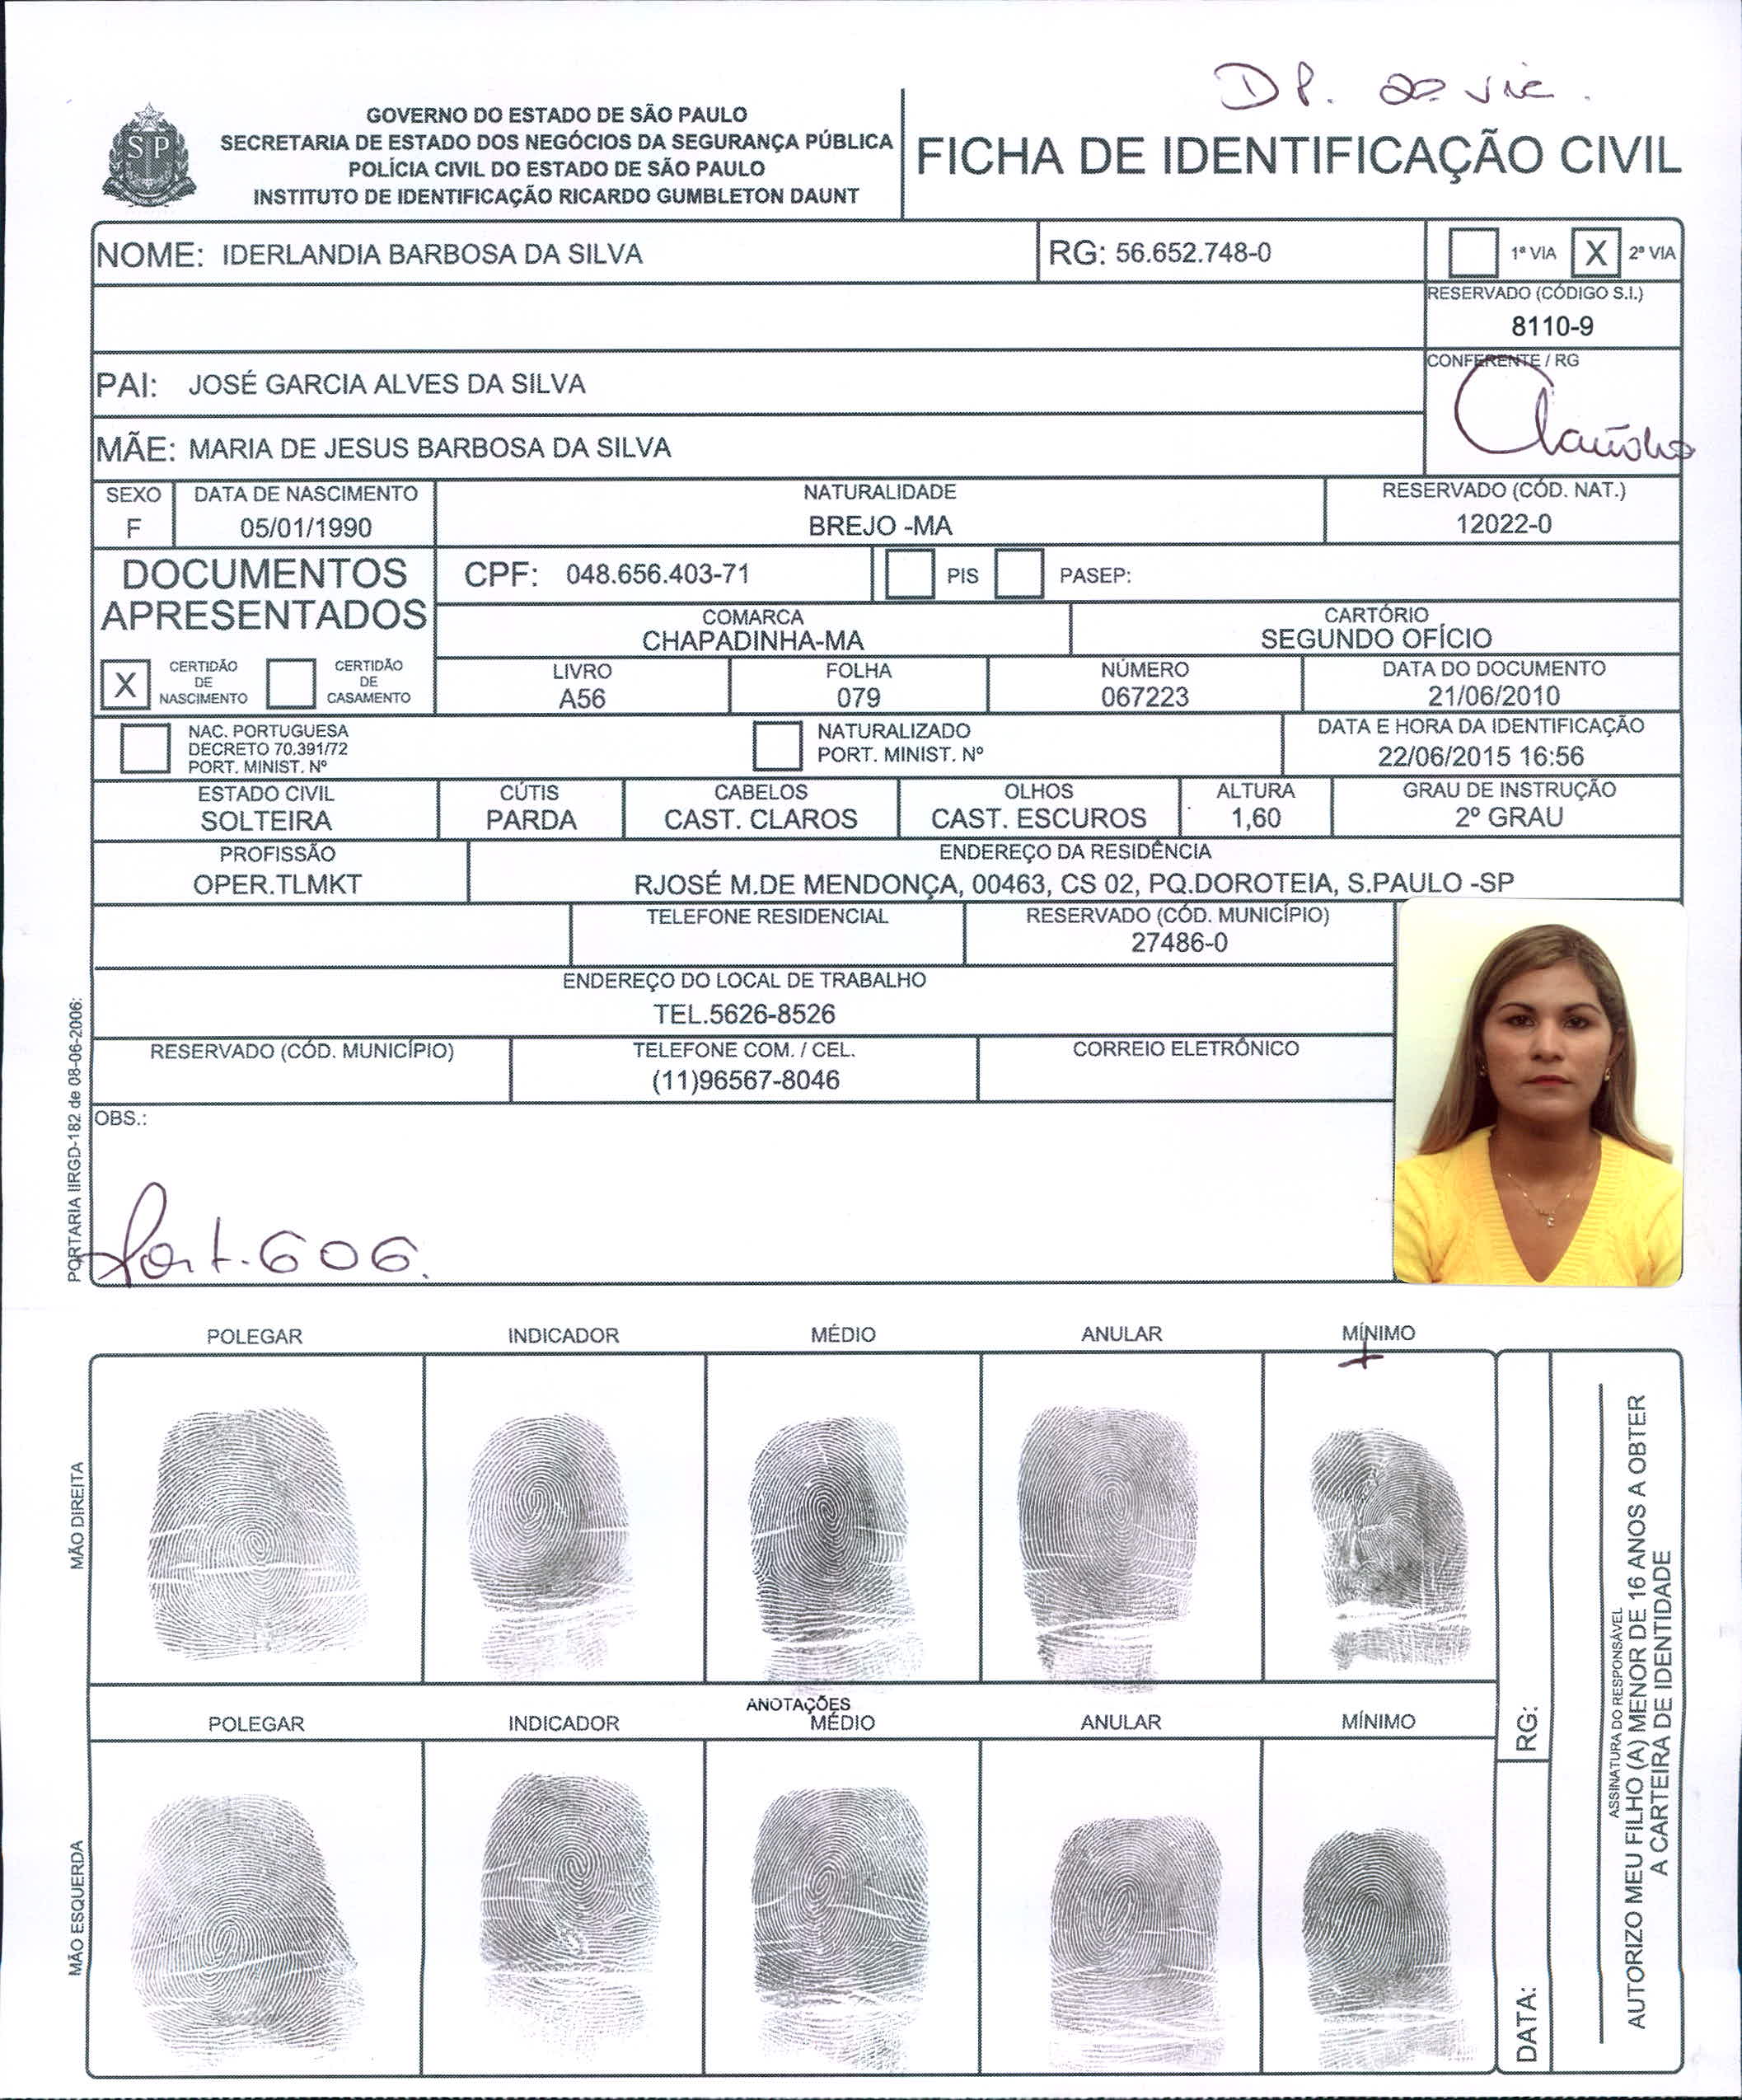 DP. 2ª via.
GOVERNO DO ESTADO DE SÃO PAULO
SECRETARIA DE ESTADO DOS NEGÓCIOS DA SEGURANÇA PÚBLICA
POLÍCIA CIVIL DO ESTADO DE SÃO PAULO
INSTITUTO DE IDENTIFICAÇÃO RICARDO GUMBLETON DAUNT
SP
FICHA DE IDENTIFICAÇÃO CIVIL
NOME: IDERLANDIA BARBOSA DA SILVA
RG: 56.652.748-0
1ª VIA X 2ª VIA
RESERVADO (CÓDIGO S.I.)
8110-9
PAI: JOSÉ GARCIA ALVES DA SILVA
CONFERENTE / RG
MÃE: MARIA DE JESUS BARBOSA DA SILVA
SEXO
F
DATA DE NASCIMENTO
05/01/1990
NATURALIDADE
BREJO -MA
RESERVADO (CÓD. NAT.)
12022-0
DOCUMENTOS
APRESENTADOS
CPF: 048.656.403-71
PIS
PASEP:
COMARCA
CHAPADINHA-MA
CARTÓRIO
SEGUNDO OFÍCIO
X
CERTIDÃO
DE
NASCIMENTO
CERTIDÃO
DE
CASAMENTO
LIVRO
A56
FOLHA
079
NÚMERO
067223
DATA DO DOCUMENTO
21/06/2010
NAC. PORTUGUESA
DECRETO 70.391/72
PORT. MINIST. Nº
NATURALIZADO
PORT. MINIST. Nº
DATA E HORA DA IDENTIFICAÇÃO
22/06/2015 16:56
ESTADO CIVIL
SOLTEIRA
CÚTIS
PARDA
CABELOS
CAST. CLAROS
OLHOS
CAST. ESCUROS
ALTURA
1,60
GRAU DE INSTRUÇÃO
2º GRAU
PROFISSÃO
OPER.TLMKT
ENDEREÇO DA RESIDÊNCIA
RJOSÉ M.DE MENDONÇA, 00463, CS 02, PQ.DOROTEIA, S.PAULO -SP
TELEFONE RESIDENCIAL
RESERVADO (CÓD. MUNICÍPIO)
27486-0
ENDEREÇO DO LOCAL DE TRABALHO
TEL.5626-8526
RESERVADO (CÓD. MUNICÍPIO)
TELEFONE COM. / CEL.
(11)96567-8046
CORREIO ELETRÔNICO
OBS.:
Port. 606.
PORTARIA IIRGD-182 de 08-06-2006:
POLEGAR INDICADOR MÉDIO ANULAR MÍNIMO
MÃO DIREITA
ANOTAÇÕES
POLEGAR INDICADOR MÉDIO ANULAR MÍNIMO
MÃO ESQUERDA
RG:
DATA:
ASSINATURA DO RESPONSÁVEL
AUTORIZO MEU FILHO (A) MENOR DE 16 ANOS A OBTER
A CARTEIRA DE IDENTIDADE